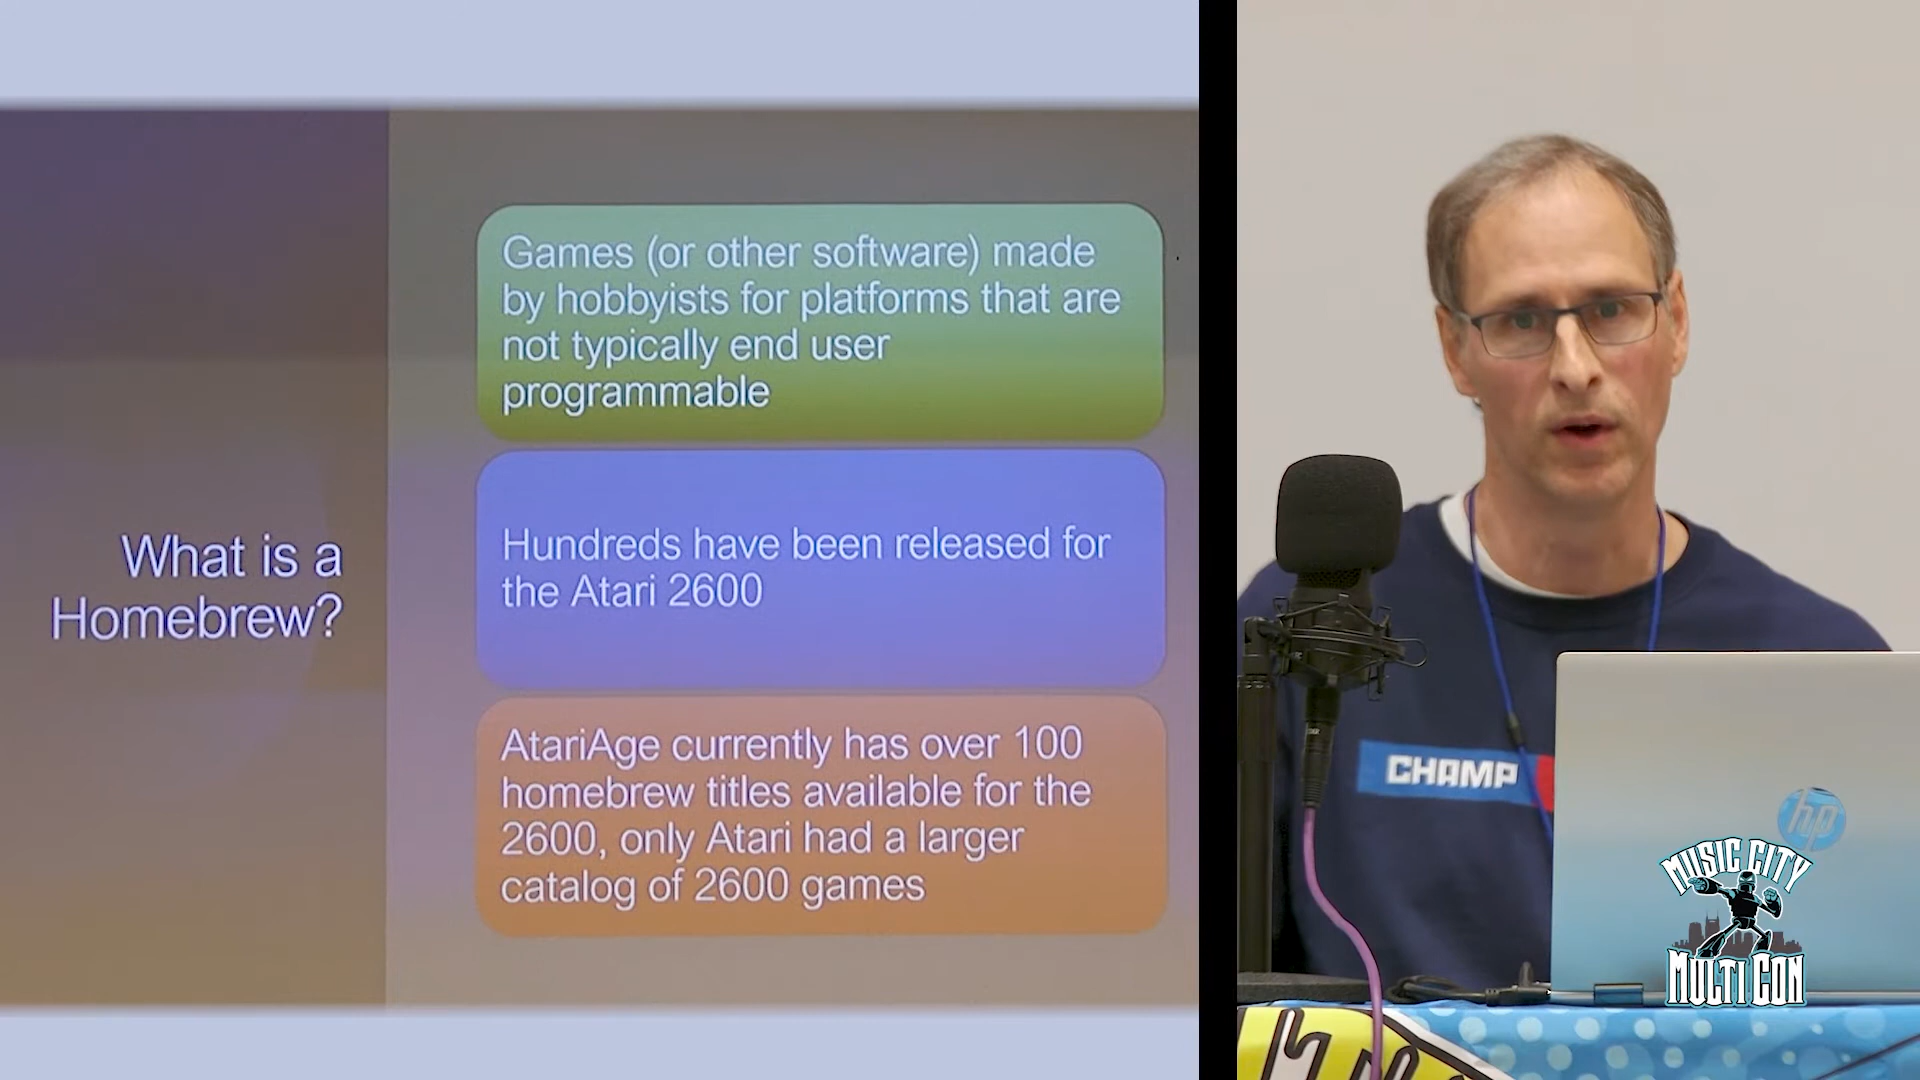 What is a
Homebrew?
Games (or other software) made
by hobbyists for platforms that are
not typically end user
programmable
Hundreds have been released for
the Atari 2600
AtariAge currently has over 100
homebrew titles available for the
2600, only Atari had a larger
catalog of 2600 games
CHAMP
hp
MUSIC CITY
MULTI CON